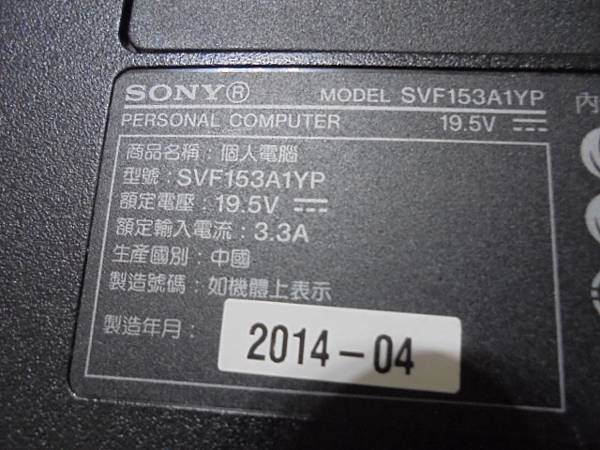 SONY® MODEL SVF153A1YP
PERSONAL COMPUTER 19.5V ⎓
商品名稱:個人電腦
型號:SVF153A1YP
額定電壓:19.5V ⎓
額定輸入電流:3.3A
生產國別:中國
製造號碼:如機體上表示
製造年月:2014-04
內